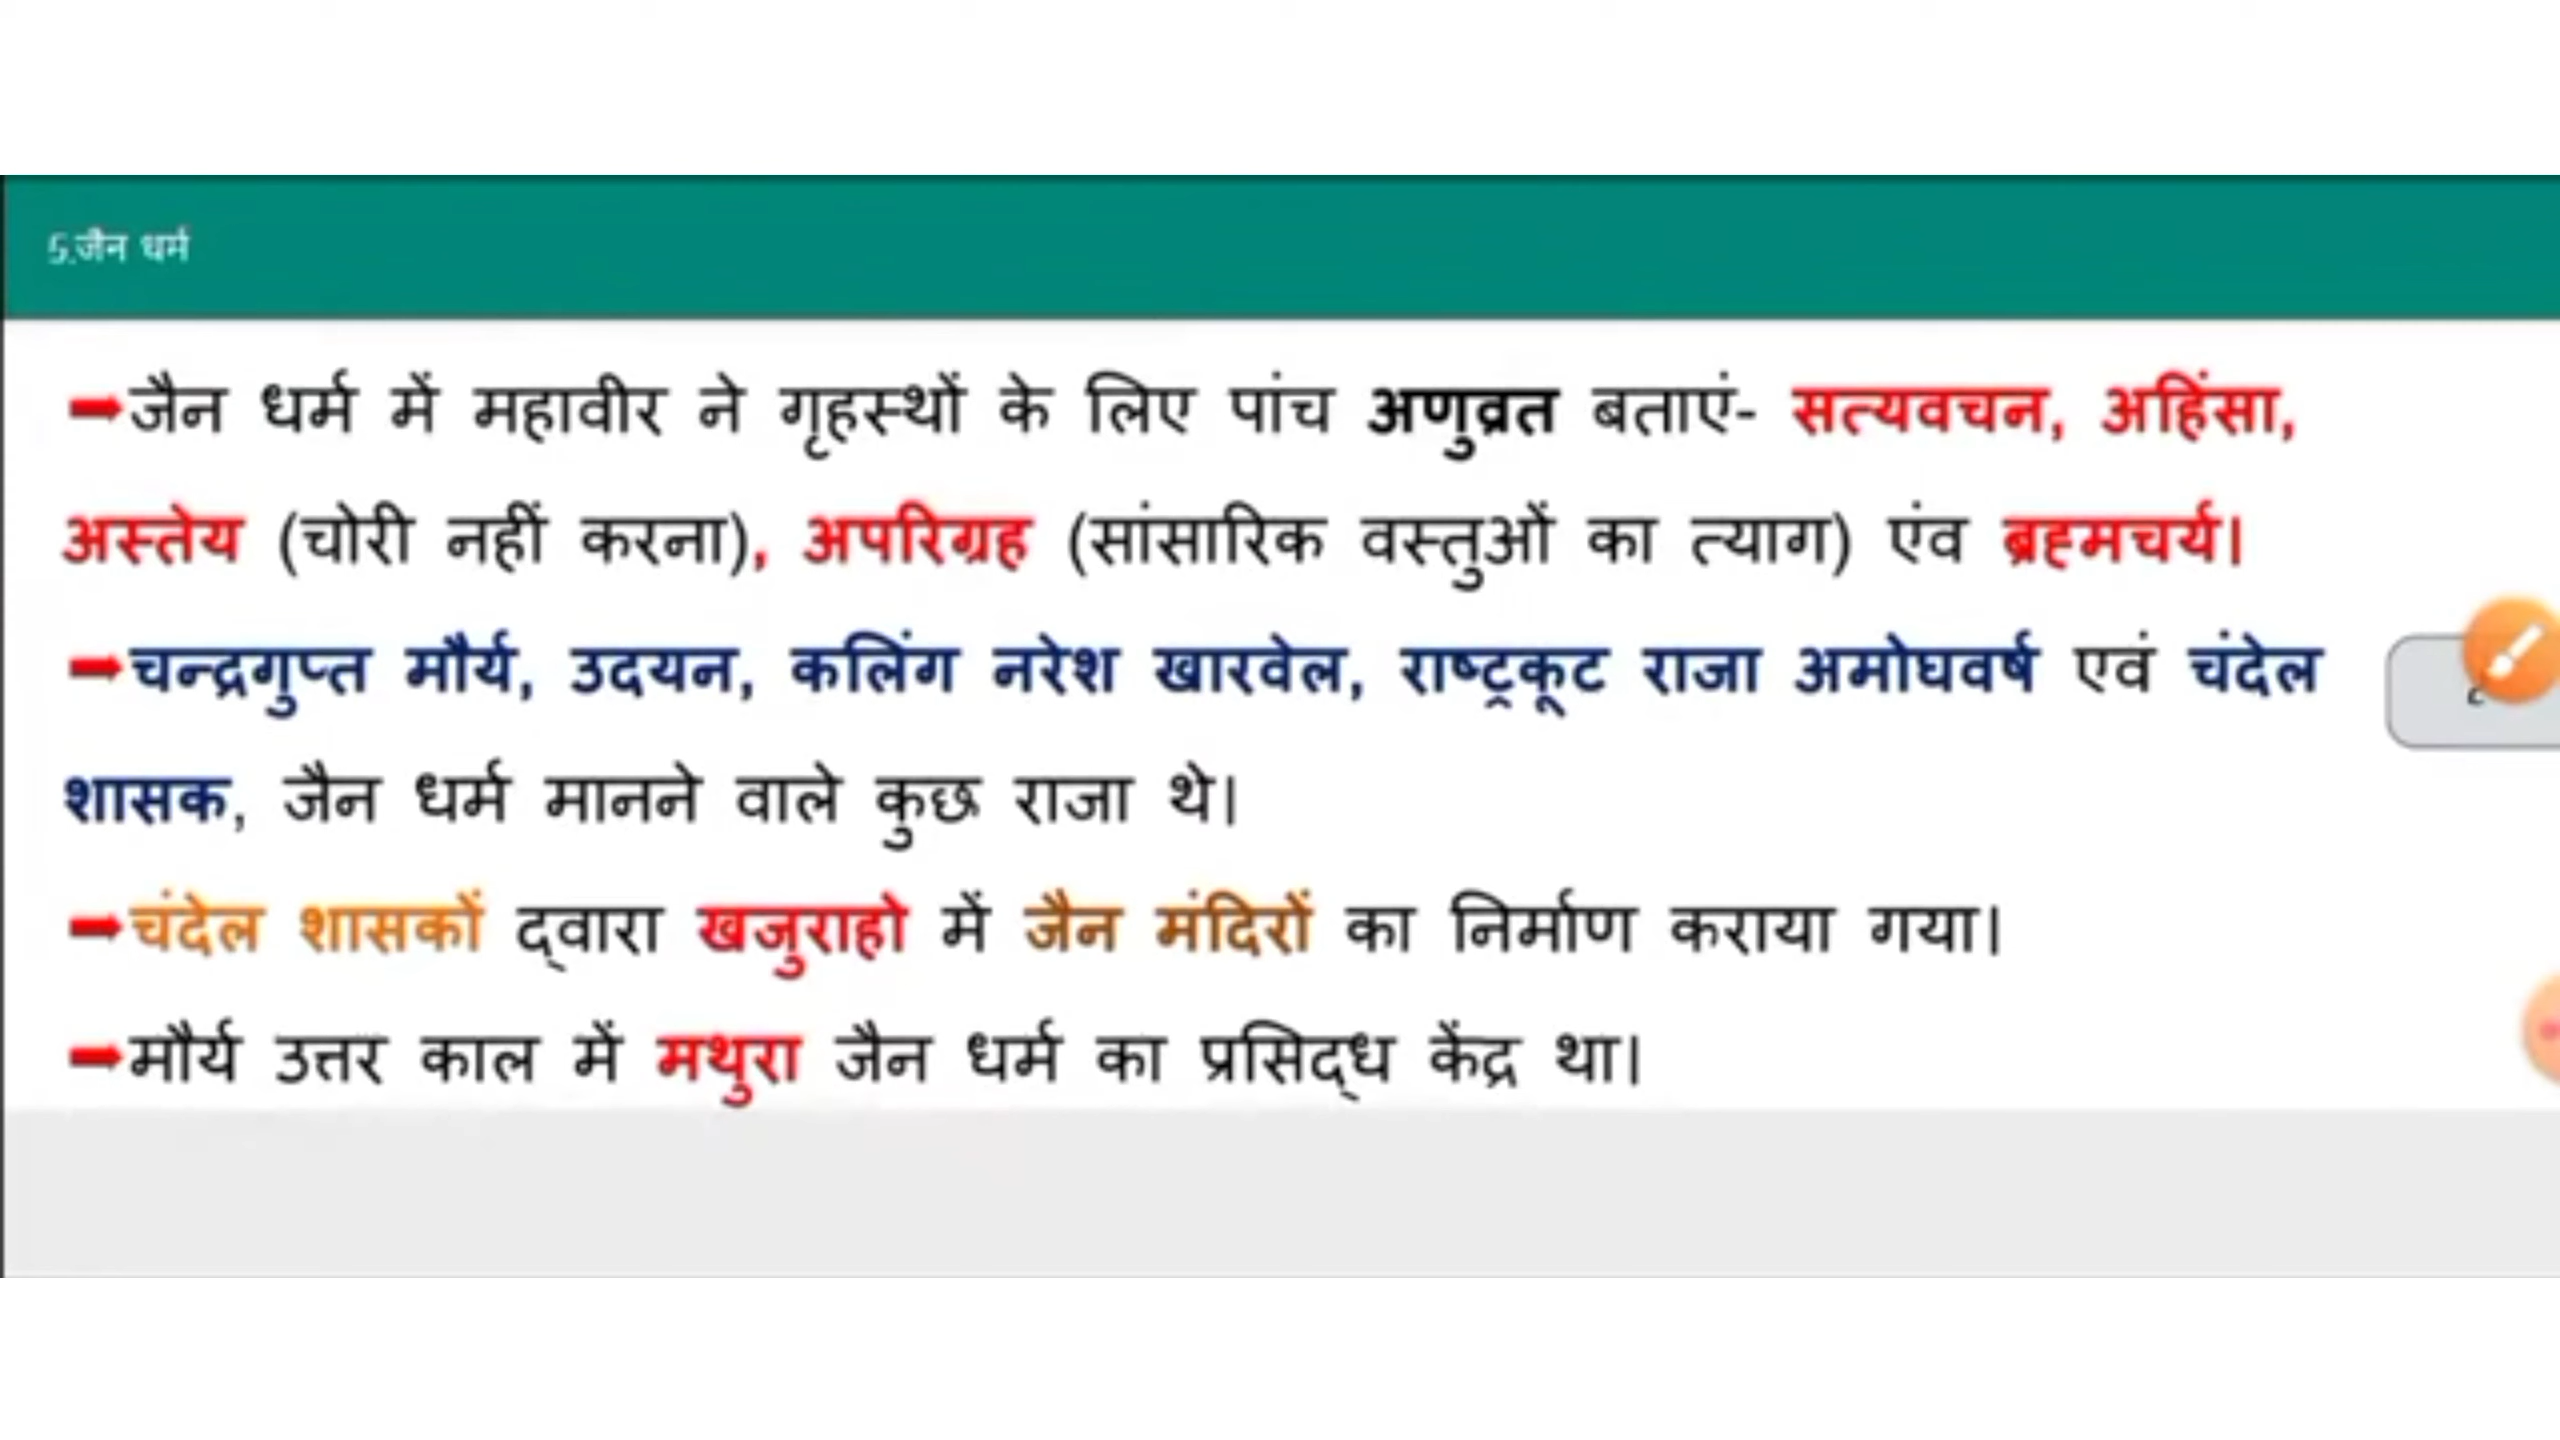 5.जैन धर्म
➡जैन धर्म में महावीर ने गृहस्थों के लिए पांच अणुव्रत बताएं- सत्यवचन, अहिंसा,
अस्तेय (चोरी नहीं करना), अपरिग्रह (सांसारिक वस्तुओं का त्याग) एंव ब्रह्मचर्य।
➡चन्द्रगुप्त मौर्य, उदयन, कलिंग नरेश खारवेल, राष्ट्रकूट राजा अमोघवर्ष एवं चंदेल
शासक, जैन धर्म मानने वाले कुछ राजा थे।
➡चंदेल शासकों द्वारा खजुराहो में जैन मंदिरों का निर्माण कराया गया।
➡मौर्य उत्तर काल में मथुरा जैन धर्म का प्रसिद्ध केंद्र था।